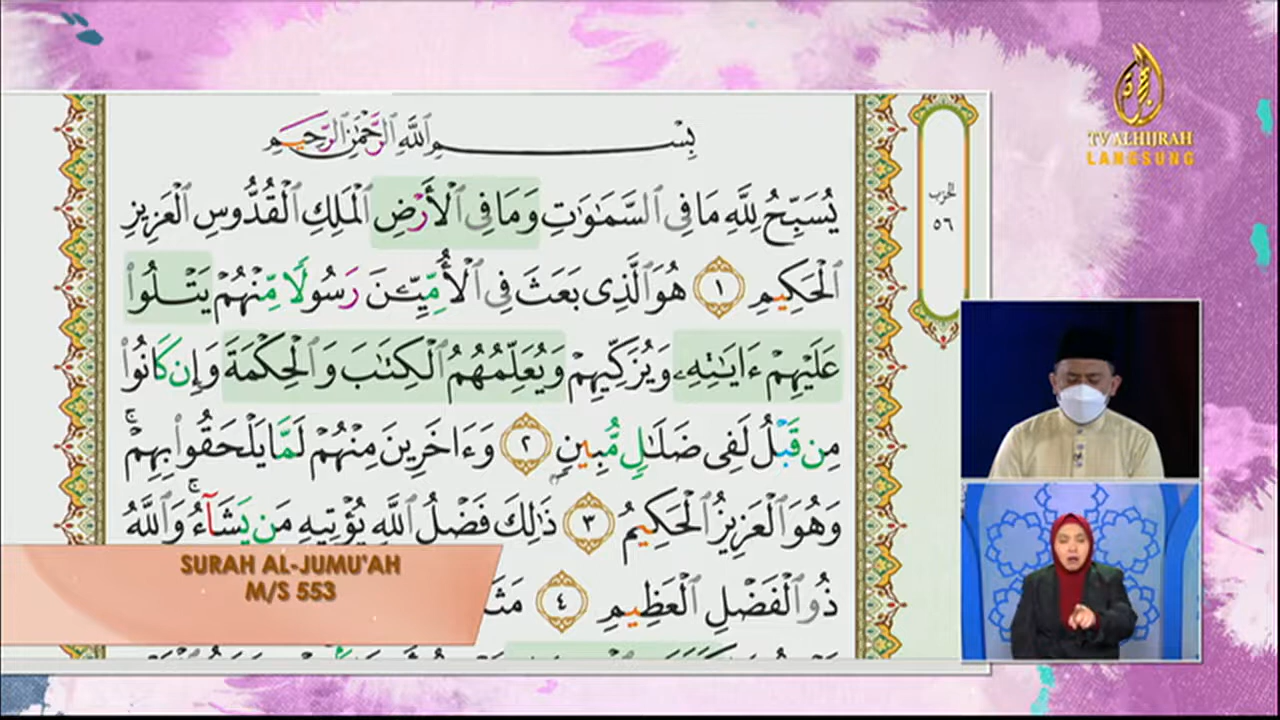 بِسْمِ ٱللَّهِ ٱلرَّحْمَٰنِ ٱلرَّحِيمِ
يُسَبِّحُ لِلَّهِ مَا فِى ٱلسَّمَٰوَٰتِ وَمَا فِى ٱلْأَرْضِ ٱلْمَلِكِ ٱلْقُدُّوسِ ٱلْعَزِيزِ
ٱلْحَكِيمِ ١ هُوَ ٱلَّذِى بَعَثَ فِى ٱلْأُمِّيِّـۧنَ رَسُولًا مِّنْهُمْ يَتْلُوا۟
عَلَيْهِمْ ءَايَٰتِهِۦ وَيُزَكِّيهِمْ وَيُعَلِّمُهُمُ ٱلْكِتَٰبَ وَٱلْحِكْمَةَ وَإِن كَانُوا۟
مِن قَبْلُ لَفِى ضَلَٰلٍ مُّبِينٍ ٢ وَءَاخَرِينَ مِنْهُمْ لَمَّا يَلْحَقُوا۟ بِهِمْ ۚ
وَهُوَ ٱلْعَزِيزُ ٱلْحَكِيمُ ٣ ذَٰلِكَ فَضْلُ ٱللَّهِ يُؤْتِيهِ مَن يَشَآءُ ۚ وَٱللَّهُ
ذُو ٱلْفَضْلِ ٱلْعَظِيمِ ٤
الحزب
٥٦
TV ALHIJRAH
LANGSUNG
SURAH AL-JUMU'AH
M/S 553